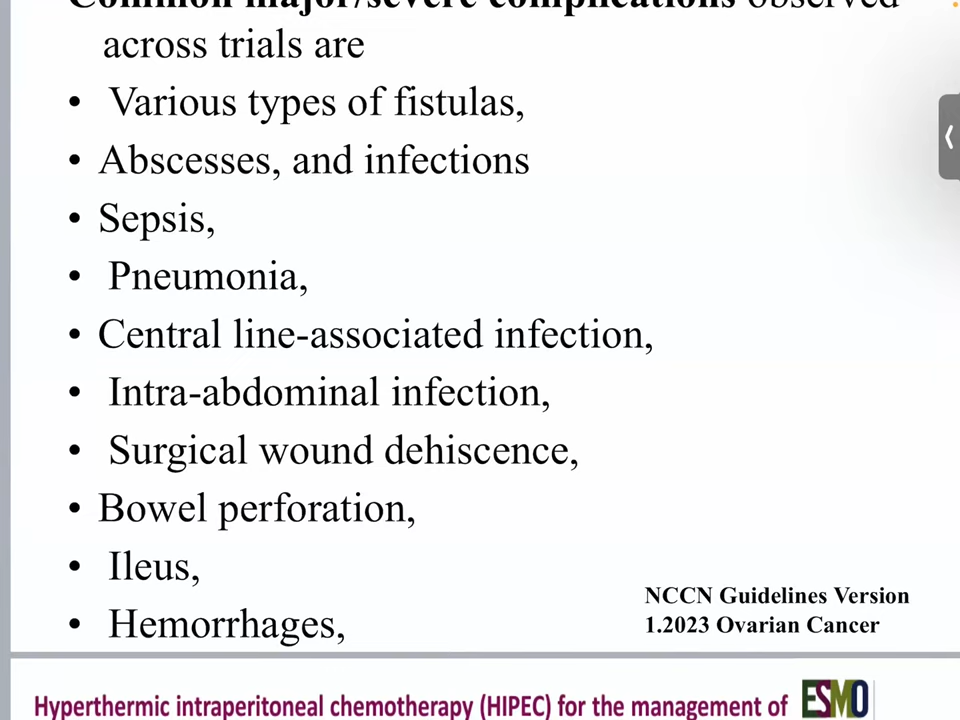 Common major/severe complications observed
across trials are
• Various types of fistulas,
• Abscesses, and infections
• Sepsis,
• Pneumonia,
• Central line-associated infection,
• Intra-abdominal infection,
• Surgical wound dehiscence,
• Bowel perforation,
• Ileus,
• Hemorrhages,
NCCN Guidelines Version
1.2023 Ovarian Cancer
Hyperthermic intraperitoneal chemotherapy (HIPEC) for the management of
ESMO